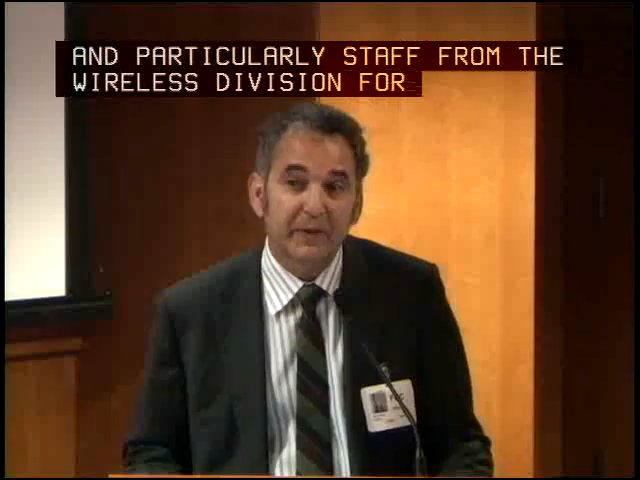 AND PARTICULARLY STAFF FROM THE
WIRELESS DIVISION FOR